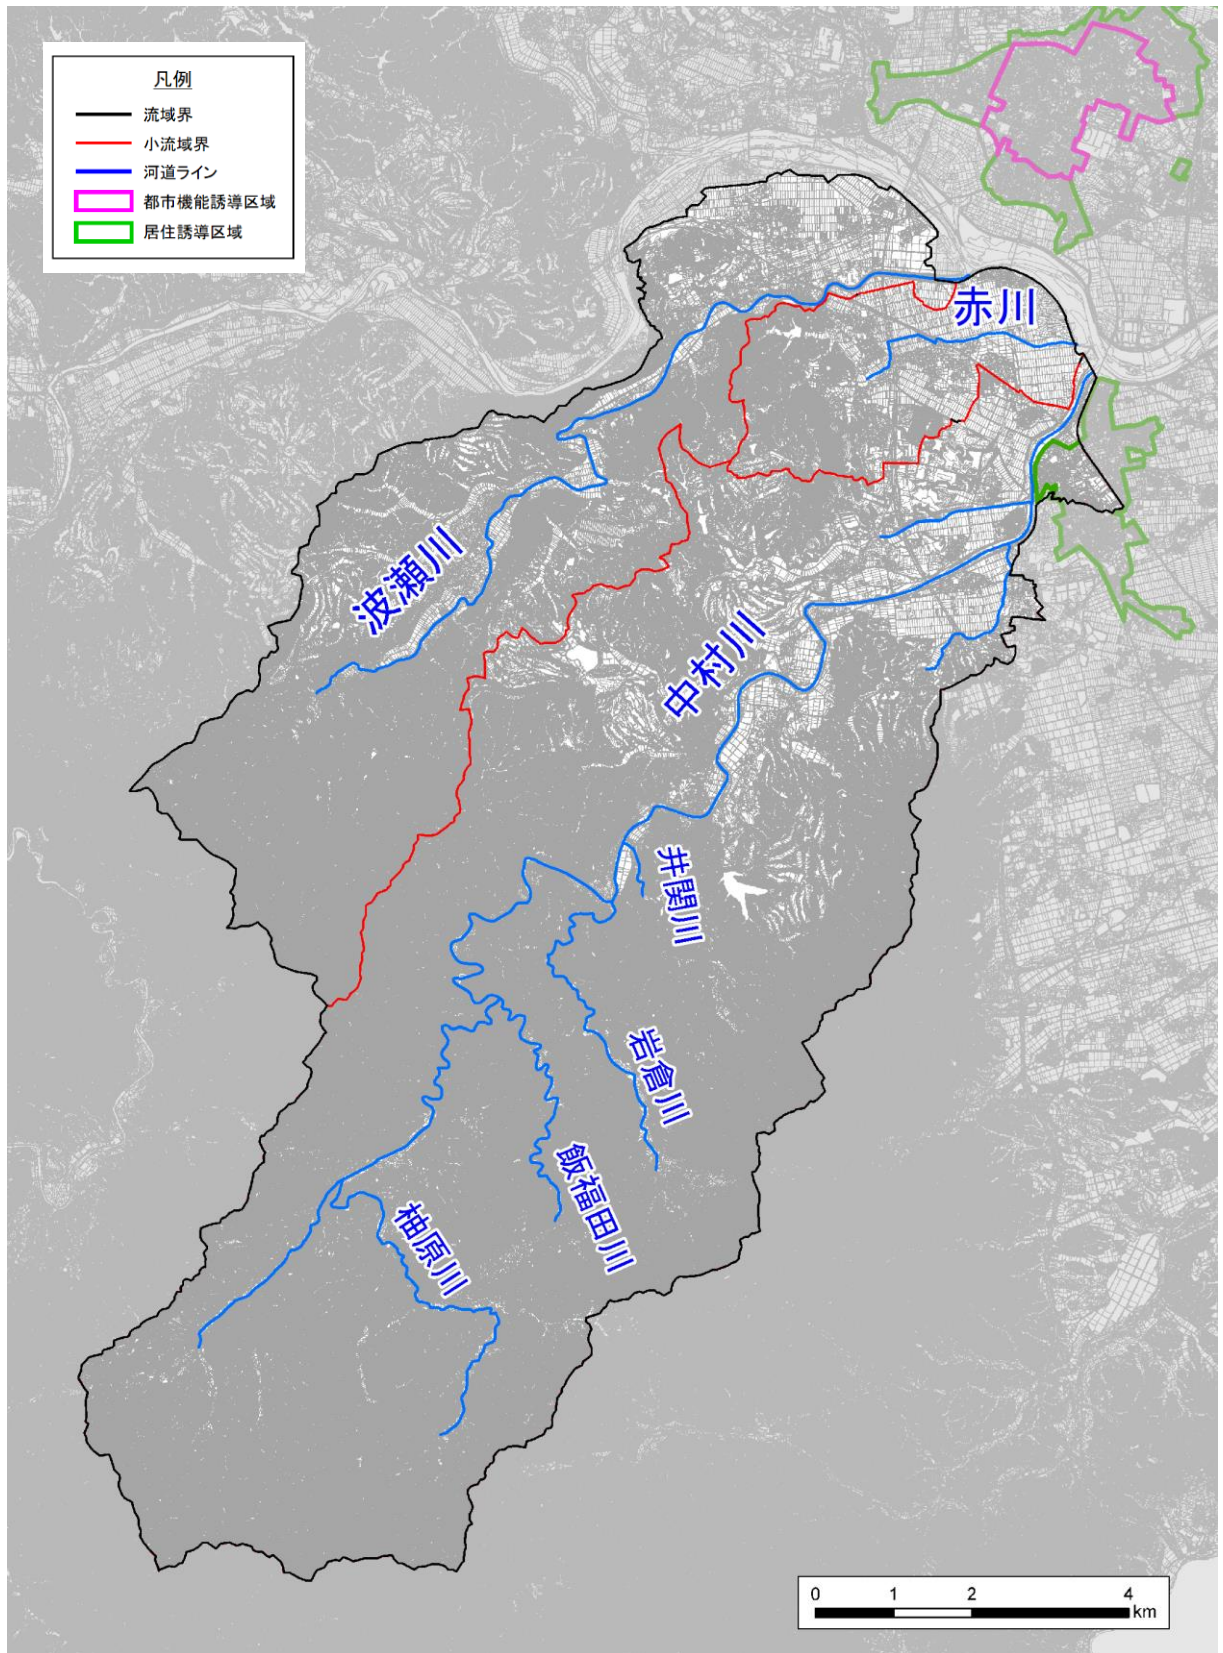 凡例
流域界
小流域界
河道ライン
都市機能誘導区域
居住誘導区域
赤川
波瀬川
中村川
井関川
岩倉川
飯福田川
柚原川
0 1 2 4
km